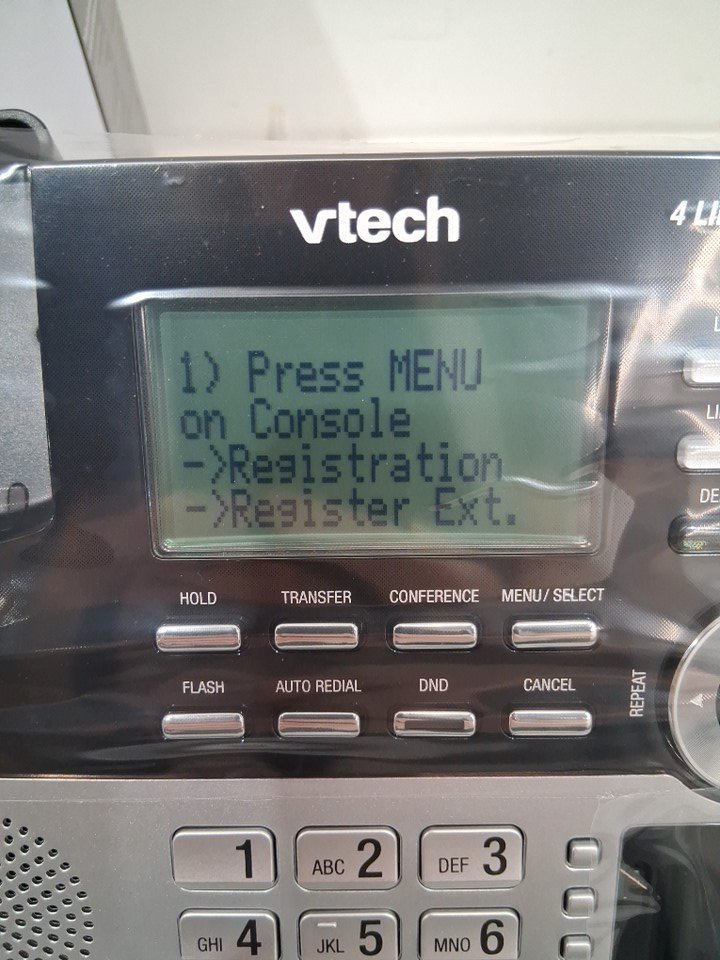 vtech
1) Press MENU
on Console
->Registration
->Register Ext.
HOLD TRANSFER CONFERENCE MENU/SELECT
FLASH AUTO REDIAL DND CANCEL
REPEAT
1 ABC 2 DEF 3
GHI 4 JKL 5 MNO 6